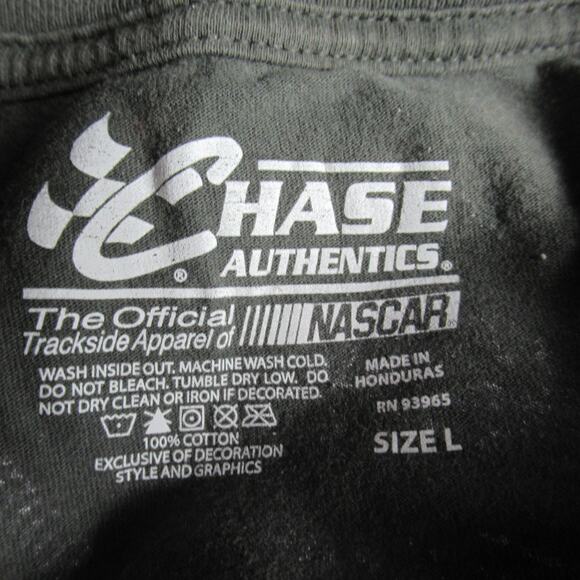 CHASE
AUTHENTICS®
The Official
Trackside Apparel of NASCAR
WASH INSIDE OUT. MACHINE WASH COLD.
DO NOT BLEACH. TUMBLE DRY LOW. DO
NOT DRY CLEAN OR IRON IF DECORATED.
100% COTTON
EXCLUSIVE OF DECORATION
STYLE AND GRAPHICS
MADE IN
HONDURAS
RN 93965
SIZE L